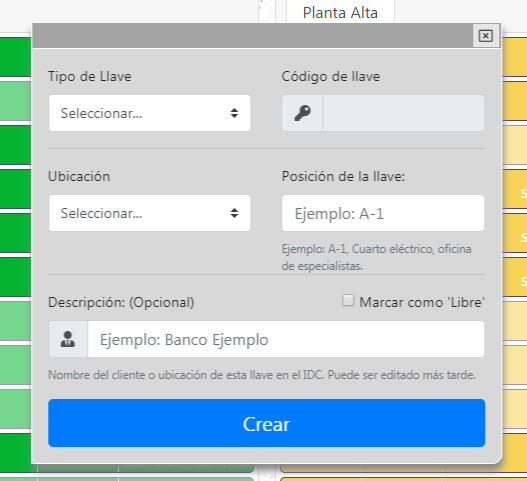 Planta Alta
Tipo de Llave
Código de llave
Seleccionar...
Ubicación
Posición de la llave:
Seleccionar...
Ejemplo: A-1
Ejemplo: A-1, Cuarto eléctrico, oficina
de especialistas.
Descripción: (Opcional)
Marcar como 'Libre'
Ejemplo: Banco Ejemplo
Nombre del cliente o ubicación de esta llave en el IDC. Puede ser editado más tarde.
Crear